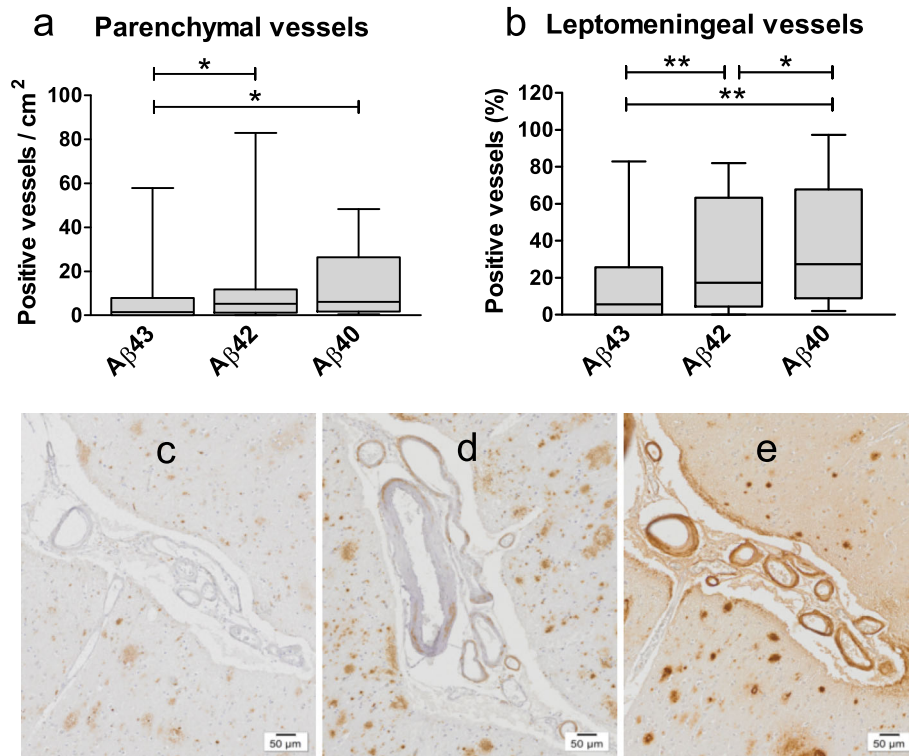 a Parenchymal vessels
*
*
Positive vessels / cm²
100
80
60
40
20
0
Aβ43
Aβ42
Aβ40
b Leptomeningeal vessels
** *
**
Positive vessels (%)
120
100
80
60
40
20
0
Aβ43
Aβ42
Aβ40
c
50 µm
d
50 µm
e
50 µm